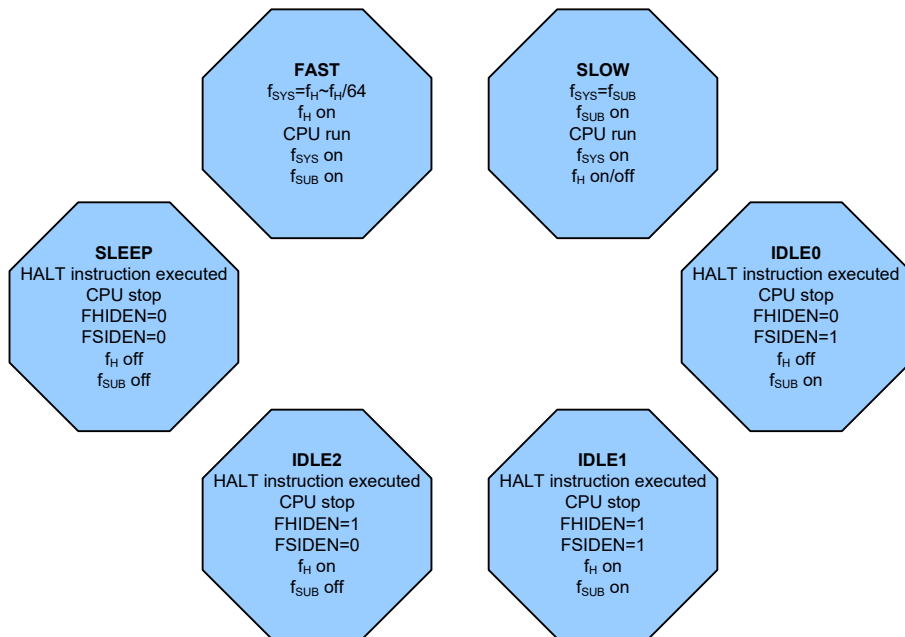 FAST
fSYS=fH~fH/64
fH on
CPU run
fSYS on
fSUB on
SLOW
fSYS=fSUB
fSUB on
CPU run
fSYS on
fH on/off
SLEEP
HALT instruction executed
CPU stop
FHIDEN=0
FSIDEN=0
fH off
fSUB off
IDLE0
HALT instruction executed
CPU stop
FHIDEN=0
FSIDEN=1
fH off
fSUB on
IDLE2
HALT instruction executed
CPU stop
FHIDEN=1
FSIDEN=0
fH on
fSUB off
IDLE1
HALT instruction executed
CPU stop
FHIDEN=1
FSIDEN=1
fH on
fSUB on